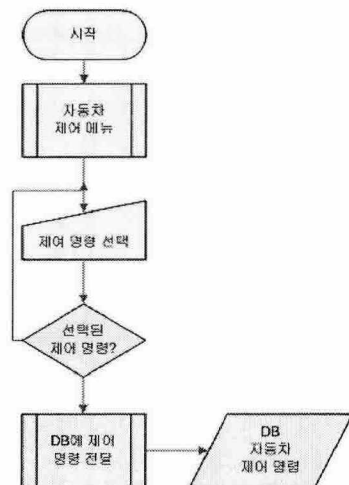 시작
자동차
제어 메뉴
제어 명령 선택
선택된
제어 명령?
DB에 제어
명령 전달
DB
자동차
제어 명령